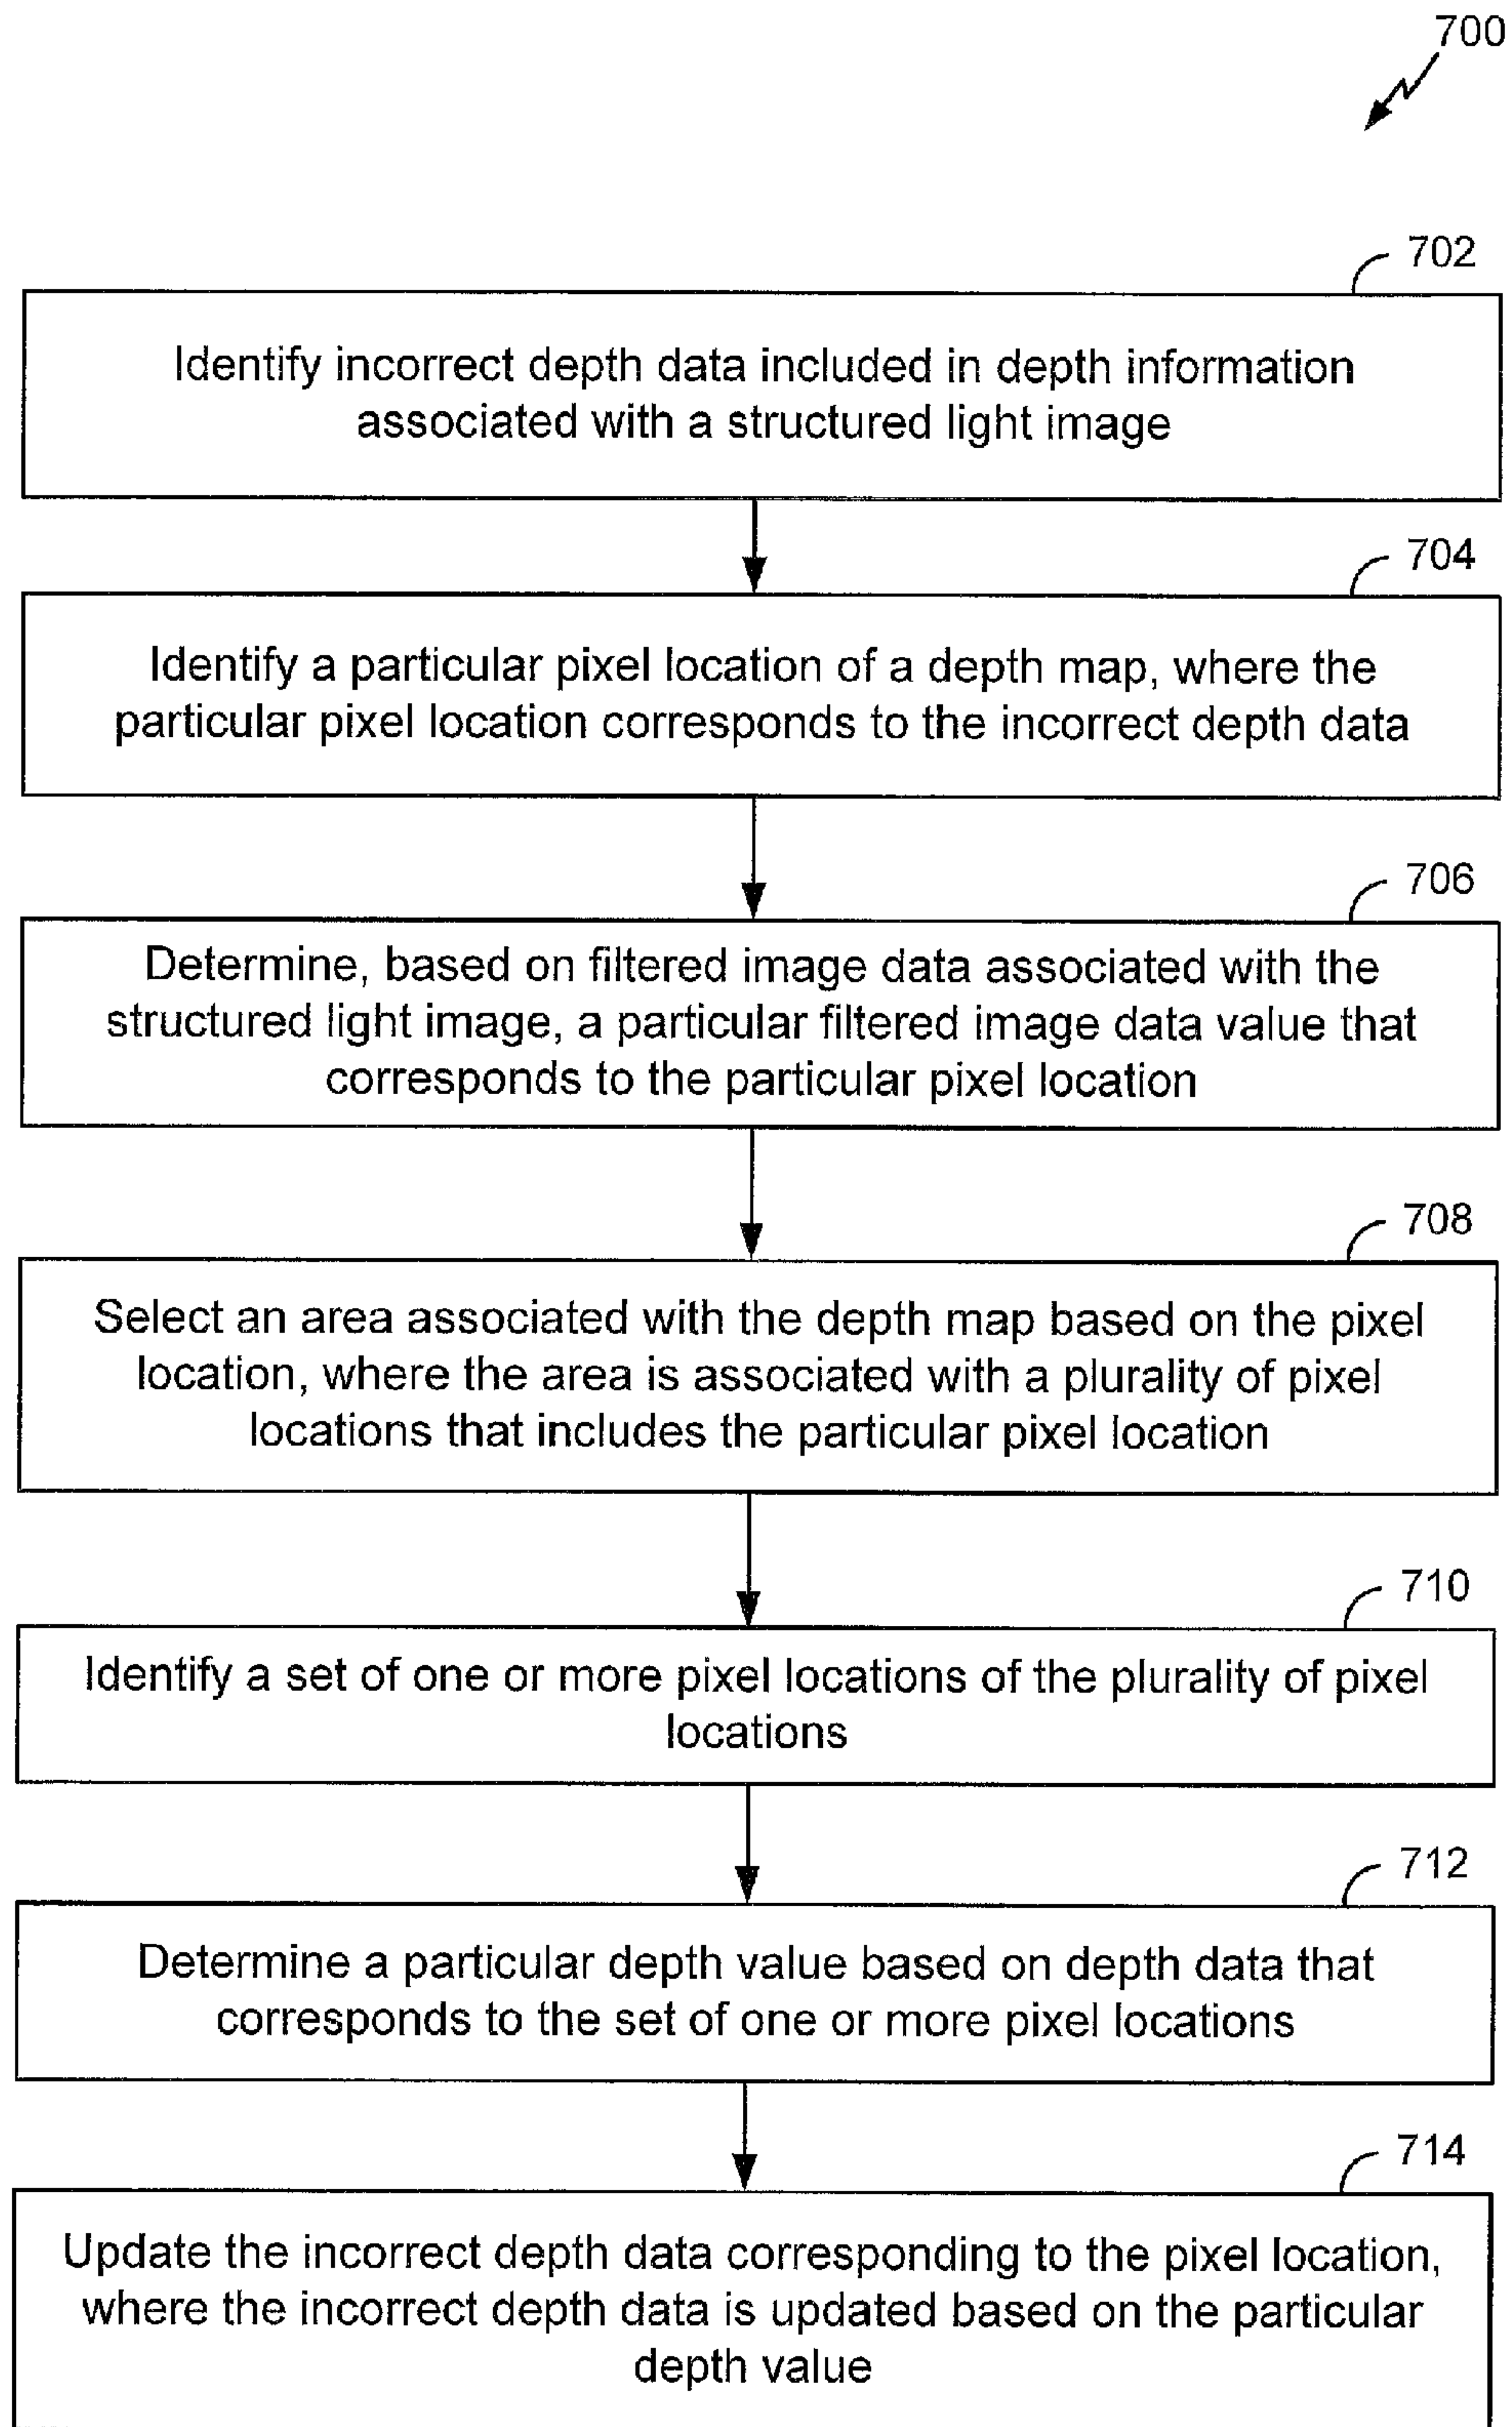 700
702
Identify incorrect depth data included in depth information
associated with a structured light image
704
Identify a particular pixel location of a depth map, where the
particular pixel location corresponds to the incorrect depth data
706
Determine, based on filtered image data associated with the
structured light image, a particular filtered image data value that
corresponds to the particular pixel location
708
Select an area associated with the depth map based on the pixel
location, where the area is associated with a plurality of pixel
locations that includes the particular pixel location
710
Identify a set of one or more pixel locations of the plurality of pixel
locations
712
Determine a particular depth value based on depth data that
corresponds to the set of one or more pixel locations
714
Update the incorrect depth data corresponding to the pixel location,
where the incorrect depth data is updated based on the particular
depth value